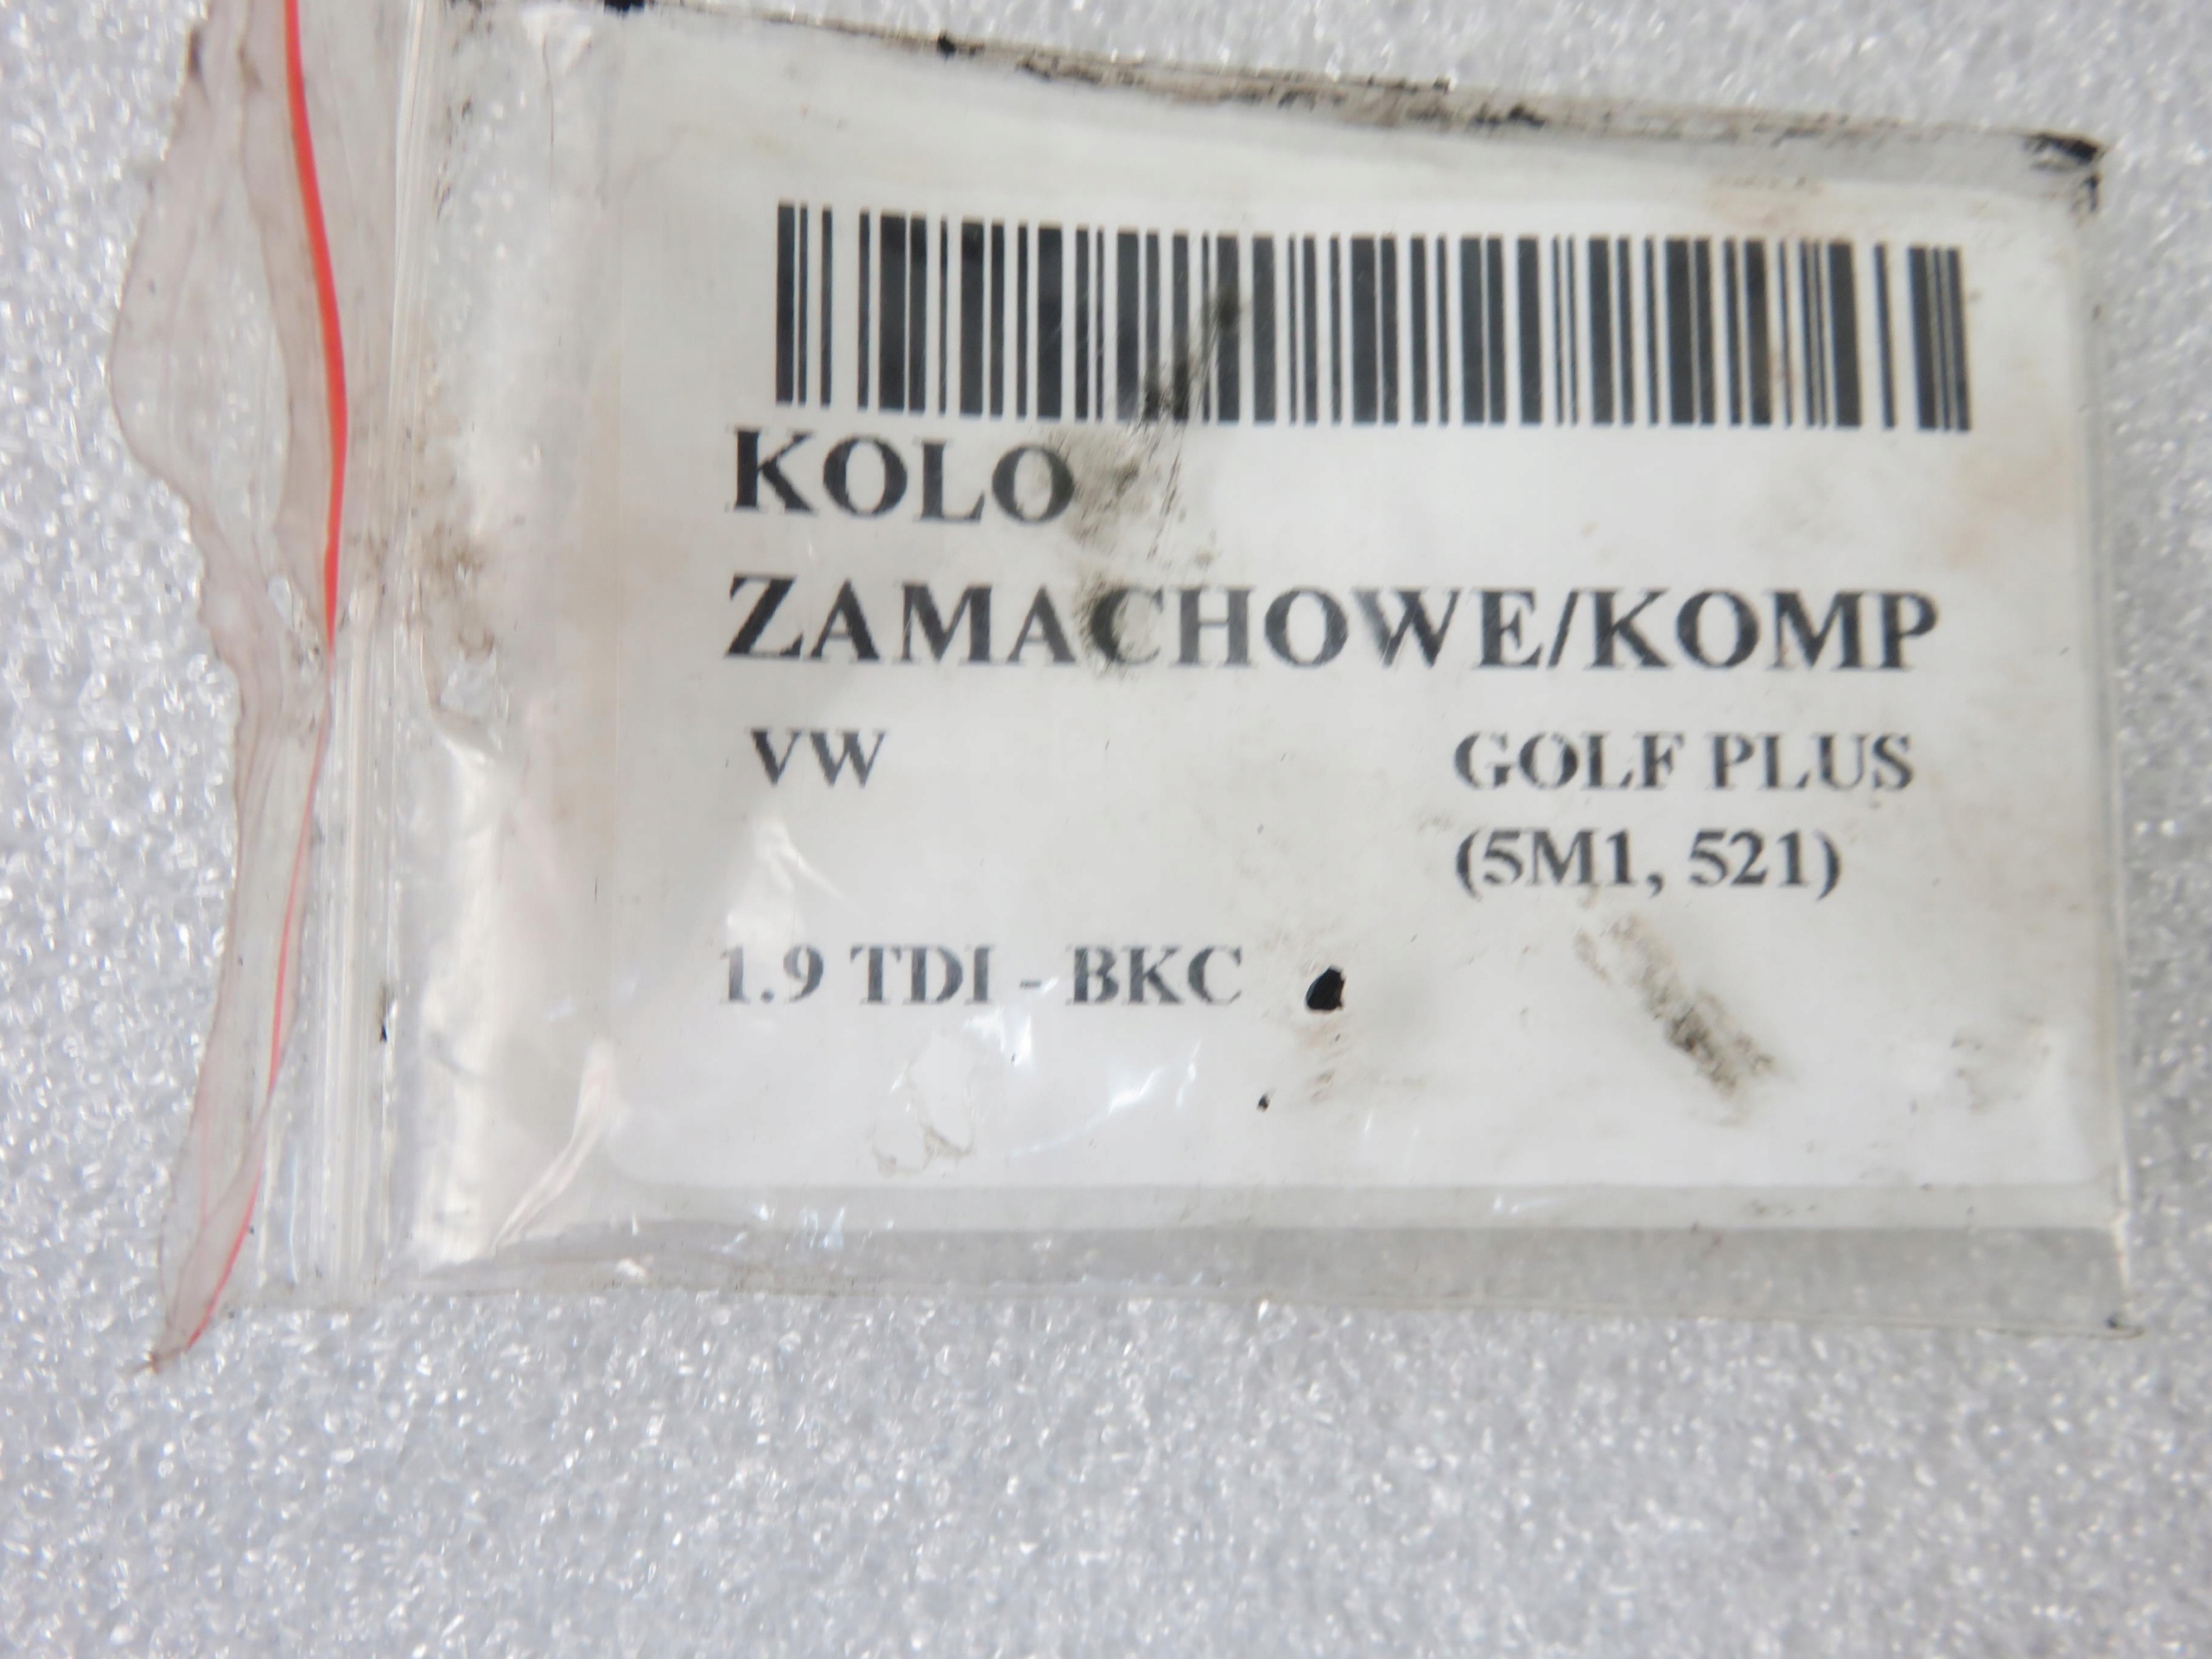 KOLO
ZAMACHOWE/KOMP
VW GOLF PLUS
(5M1, 521)
1.9 TDI - BKC